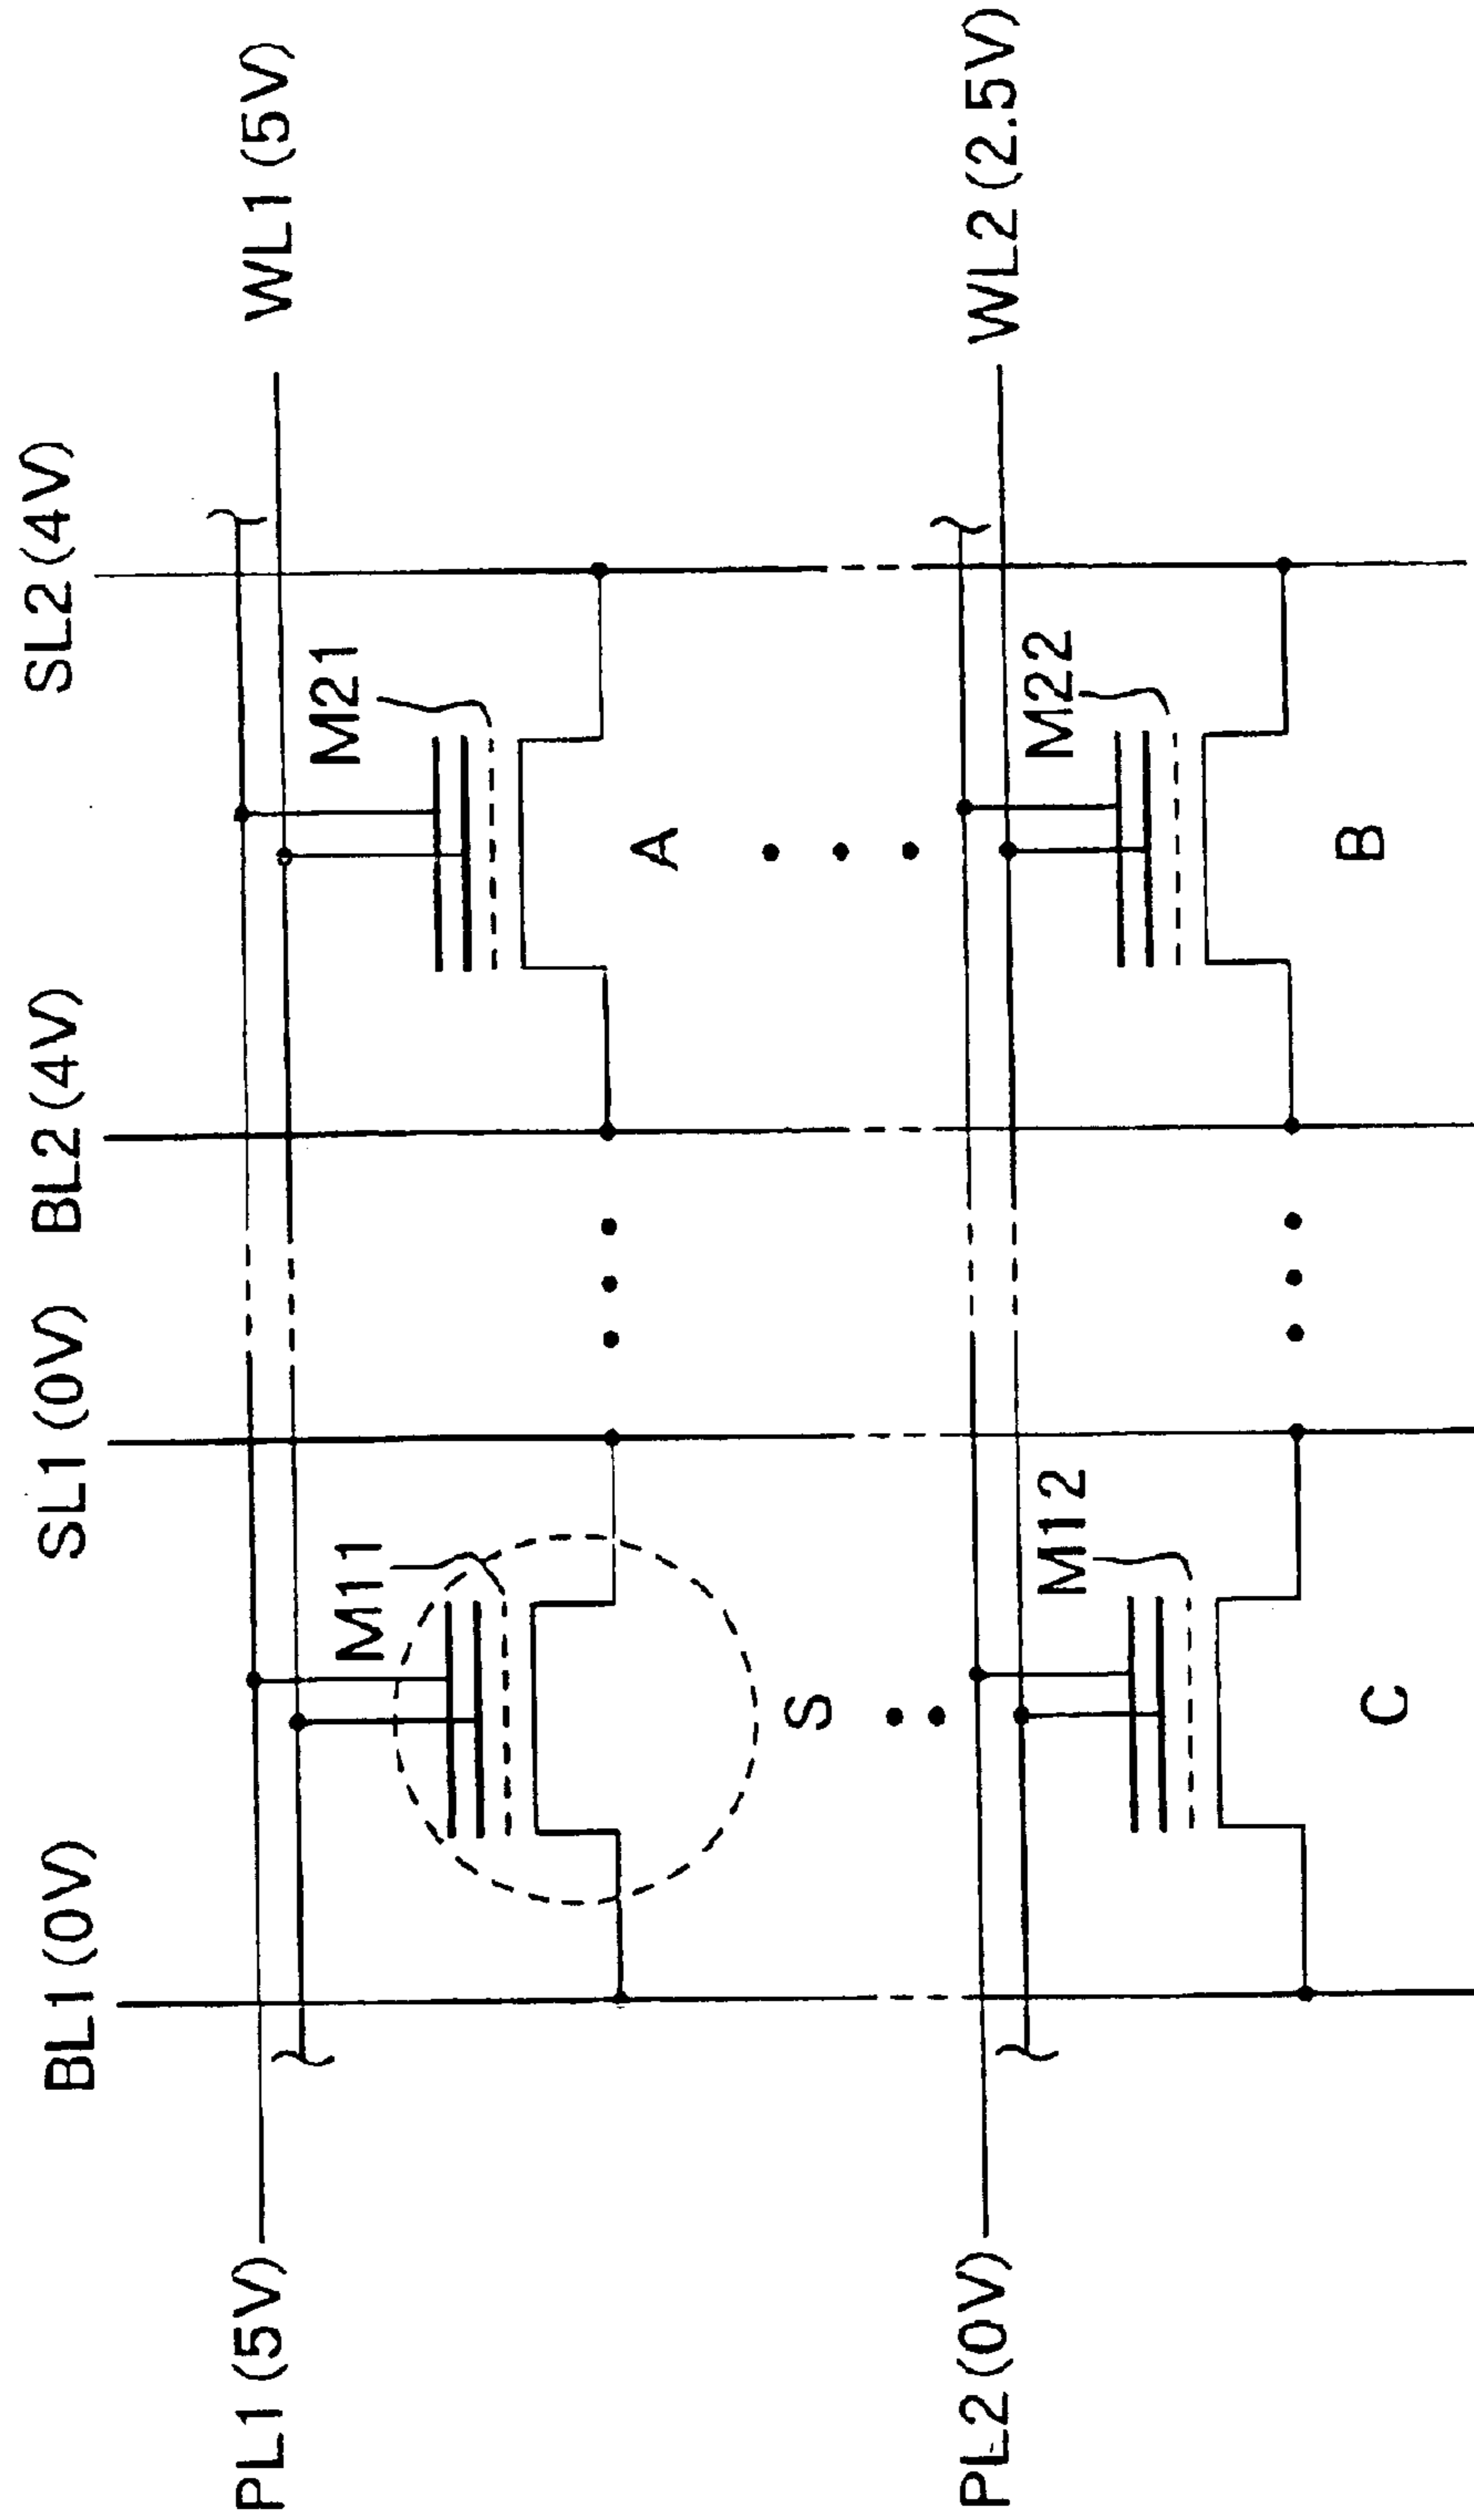 BL1 (0V)
SL1 (0V)
BL2 (4V)
SL2 (4V)
PL1 (5V)
WL1 (5V)
M11
M21
S
A
PL2 (0V)
WL2 (2.5V)
M12
M22
C
B